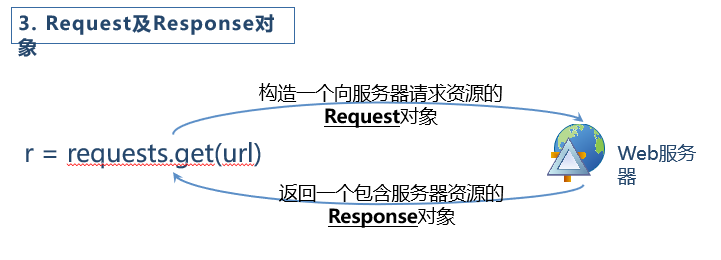 3. Request及Response对
象
构造一个向服务器请求资源的
Request对象
r = requests.get(url)
Web服务
器
返回一个包含服务器资源的
Response对象